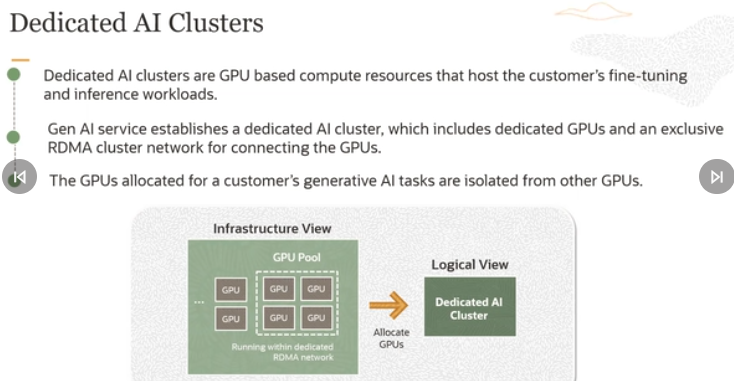 Dedicated AI Clusters
Dedicated AI clusters are GPU based compute resources that host the customer's fine-tuning
and inference workloads.
Gen AI service establishes a dedicated AI cluster, which includes dedicated GPUs and an exclusive
RDMA cluster network for connecting the GPUs.
The GPUs allocated for a customer's generative AI tasks are isolated from other GPUs.
Infrastructure View
GPU Pool
GPU GPU GPU
...
GPU GPU GPU
Running within dedicated
RDMA network
Allocate
GPUs
Logical View
Dedicated AI
Cluster